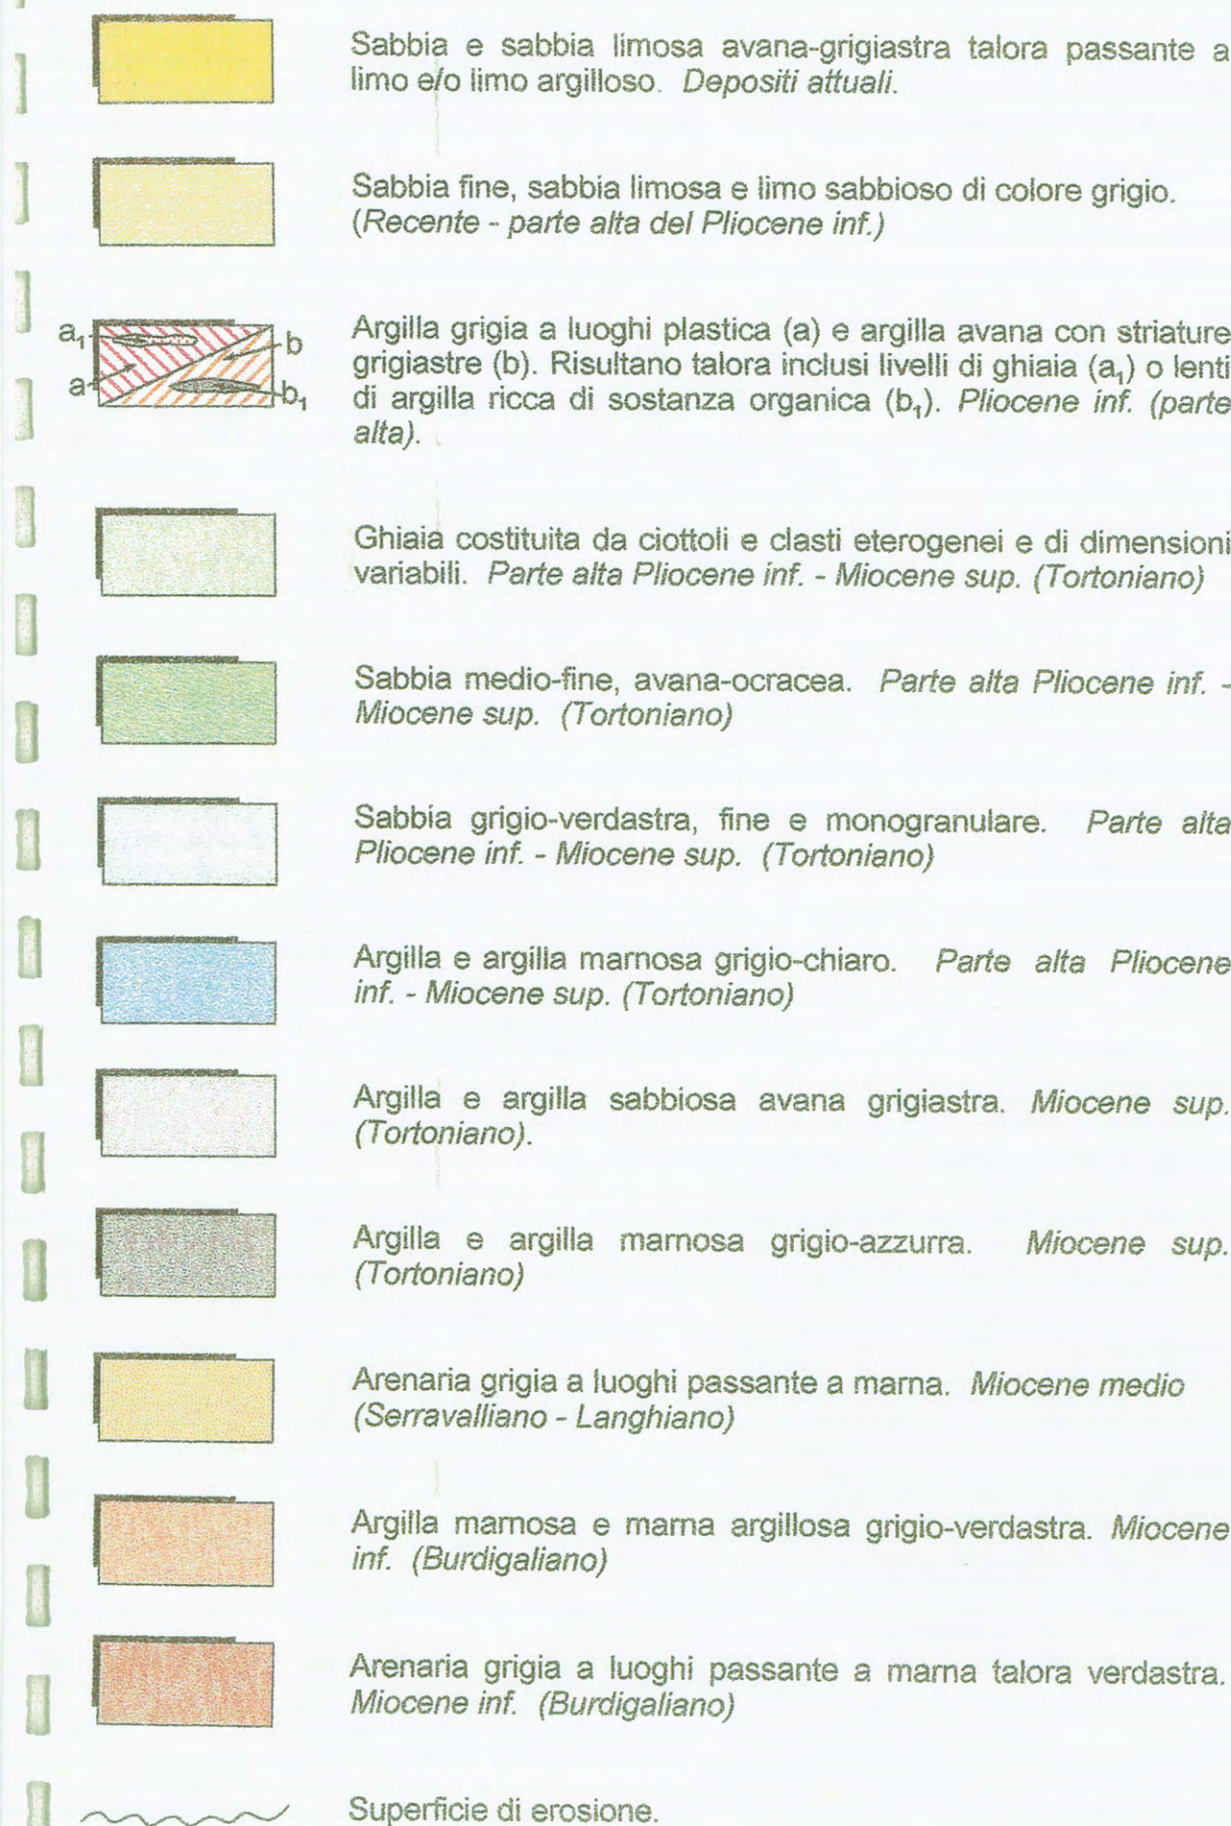 Sabbia e sabbia limosa avana-grigiastra talora passante a
limo e/o limo argilloso. Depositi attuali.
Sabbia fine, sabbia limosa e limo sabbioso di colore grigio.
(Recente - parte alta del Pliocene inf.)
a₁
b
a
b₁
Argilla grigia a luoghi plastica (a) e argilla avana con striature
grigiastre (b). Risultano talora inclusi livelli di ghiaia (a₁) o lenti
di argilla ricca di sostanza organica (b₁). Pliocene inf. (parte
alta).
Ghiaia costituita da ciottoli e clasti eterogenei e di dimensioni
variabili. Parte alta Pliocene inf. - Miocene sup. (Tortoniano)
Sabbia medio-fine, avana-ocracea. Parte alta Pliocene inf. -
Miocene sup. (Tortoniano)
Sabbia grigio-verdastra, fine e monogranulare. Parte alta
Pliocene inf. - Miocene sup. (Tortoniano)
Argilla e argilla marnosa grigio-chiaro. Parte alta Pliocene
inf. - Miocene sup. (Tortoniano)
Argilla e argilla sabbiosa avana grigiastra. Miocene sup.
(Tortoniano).
Argilla e argilla marnosa grigio-azzurra. Miocene sup.
(Tortoniano)
Arenaria grigia a luoghi passante a marna. Miocene medio
(Serravalliano - Langhiano)
Argilla marnosa e marna argillosa grigio-verdastra. Miocene
inf. (Burdigaliano)
Arenaria grigia a luoghi passante a marna talora verdastra.
Miocene inf. (Burdigaliano)
Superficie di erosione.